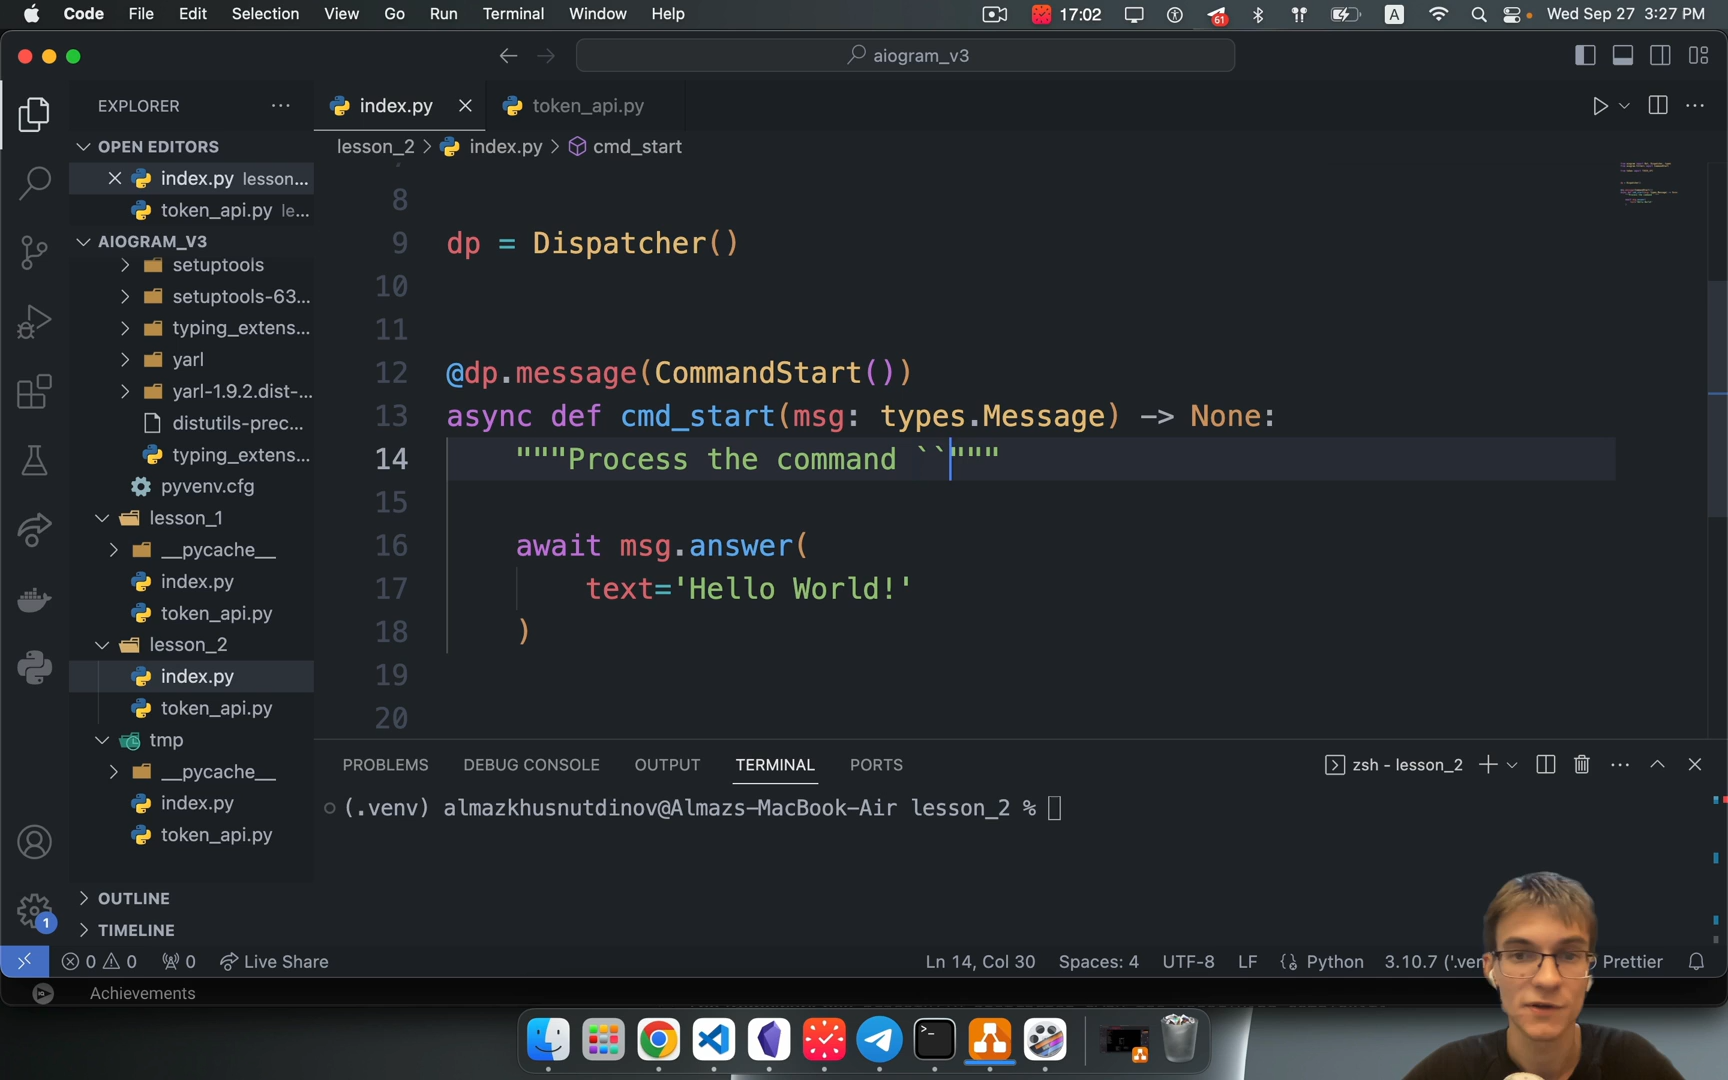 Code File Edit Selection View Go Run Terminal Window Help 17:02 61 A Wed Sep 27 3:27 PM
aiogram_v3
EXPLORER
index.py
token_api.py
OPEN EDITORS
lesson_2 > index.py > cmd_start
index.py lesson...
token_api.py le...
AIOGRAM_V3
setuptools
setuptools-63...
typing_extens...
yarl
yarl-1.9.2.dist-...
distutils-prec...
typing_extens...
pyvenv.cfg
lesson_1
__pycache__
index.py
token_api.py
lesson_2
index.py
token_api.py
tmp
__pycache__
index.py
token_api.py
OUTLINE
TIMELINE
8
9 dp = Dispatcher()
10
11
12 @dp.message(CommandStart())
13 async def cmd_start(msg: types.Message) -> None:
14 """Process the command ``"""
15
16 await msg.answer(
17 text='Hello World!'
18 )
19
20
PROBLEMS DEBUG CONSOLE OUTPUT TERMINAL PORTS zsh - lesson_2
(.venv) almazkhusnutdinov@Almazs-MacBook-Air lesson_2 %
1
0 0 0 Live Share Ln 14, Col 30 Spaces: 4 UTF-8 LF Python 3.10.7 ('.ven Prettier
Achievements